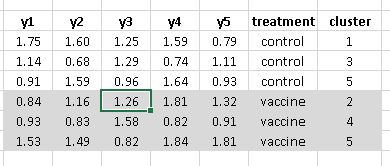 y1 y2 y3 y4 y5 treatment cluster
1.75 1.60 1.25 1.59 0.79 control 1
1.14 0.68 1.29 0.74 1.11 control 3
0.91 1.59 0.96 1.64 0.93 control 5
0.84 1.16 1.26 1.81 1.32 vaccine 2
0.93 0.83 1.58 0.82 0.91 vaccine 4
1.53 1.49 0.82 1.84 1.81 vaccine 5